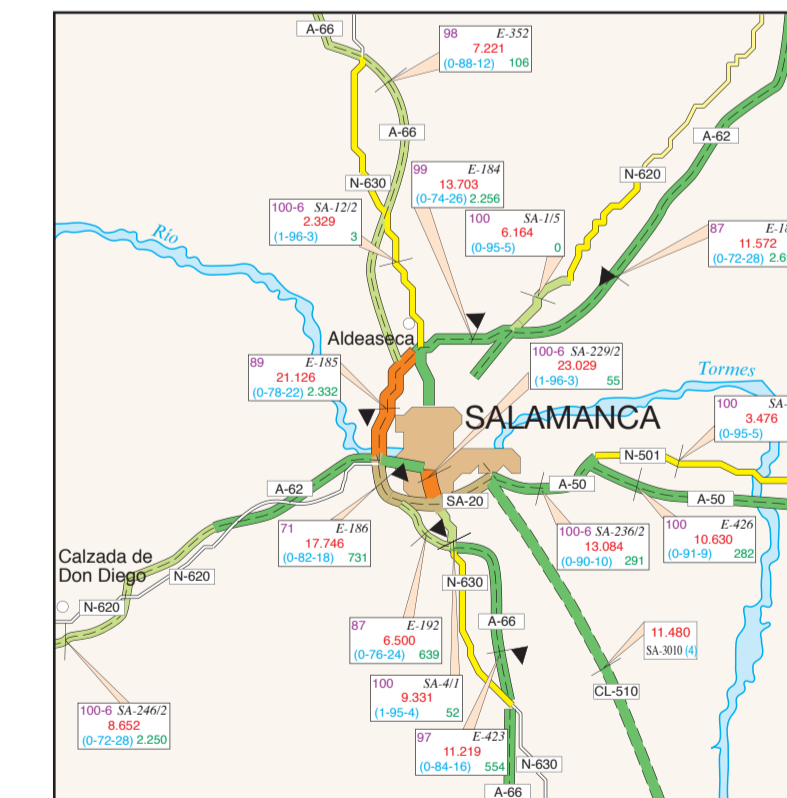 A-66
98 E-352
7.221
(0-88-12) 106
A-66
A-62
N-630
N-620
99 E-184
13.703
(0-74-26) 2.256
100-6 SA-12/2
2.329
(1-96-3) 3
100 SA-1/5
6.164
(0-95-5) 0
87 E-18
11.572
(0-72-28) 2.6
Río
Aldeaseca
89 E-185
21.126
(0-78-22) 2.332
100-6 SA-229/2
23.029
(1-96-3) 55
Tormes
100 SA-
3.476
(0-95-5)
SALAMANCA
N-501
A-62
A-50
SA-20
A-50
71 E-186
17.746
(0-82-18) 731
100-6 SA-236/2
13.084
(0-90-10) 291
100 E-426
10.630
(0-91-9) 282
Calzada de
Don Diego
N-620
N-620
N-630
A-66
87 E-192
6.500
(0-76-24) 639
11.480
SA-3010 (4)
100 SA-4/1
9.331
(1-95-4) 52
CL-510
100-6 SA-246/2
8.652
(0-72-28) 2.250
97 E-423
11.219
(0-84-16) 554
N-630
A-66